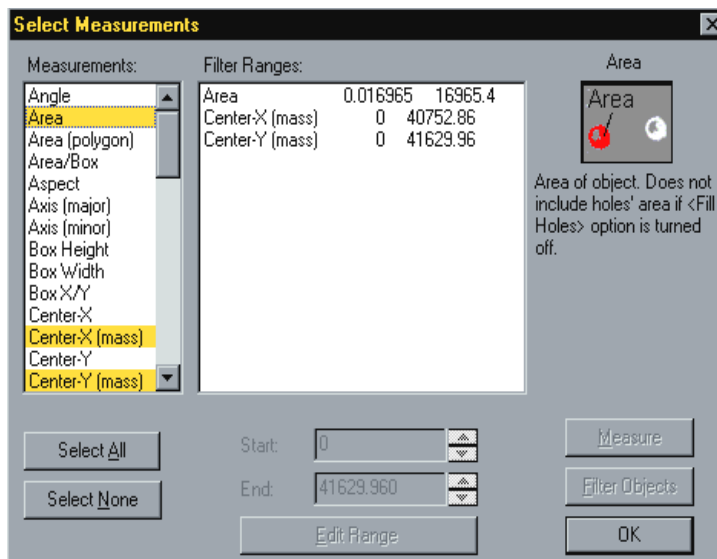 Select Measurements
Measurements:
Filter Ranges:
Area
Angle
Area
Area (polygon)
Area/Box
Aspect
Axis (major)
Axis (minor)
Box Height
Box Width
Box X/Y
Center-X
Center-X (mass)
Center-Y
Center-Y (mass)
Area 0.016965 16965.4
Center-X (mass) 0 40752.86
Center-Y (mass) 0 41629.96
Area
Area of object. Does not
include holes' area if <Fill
Holes> option is turned
off.
Select All
Select None
Start: 0
End: 41629.960
Edit Range
Measure
Filter Objects
OK